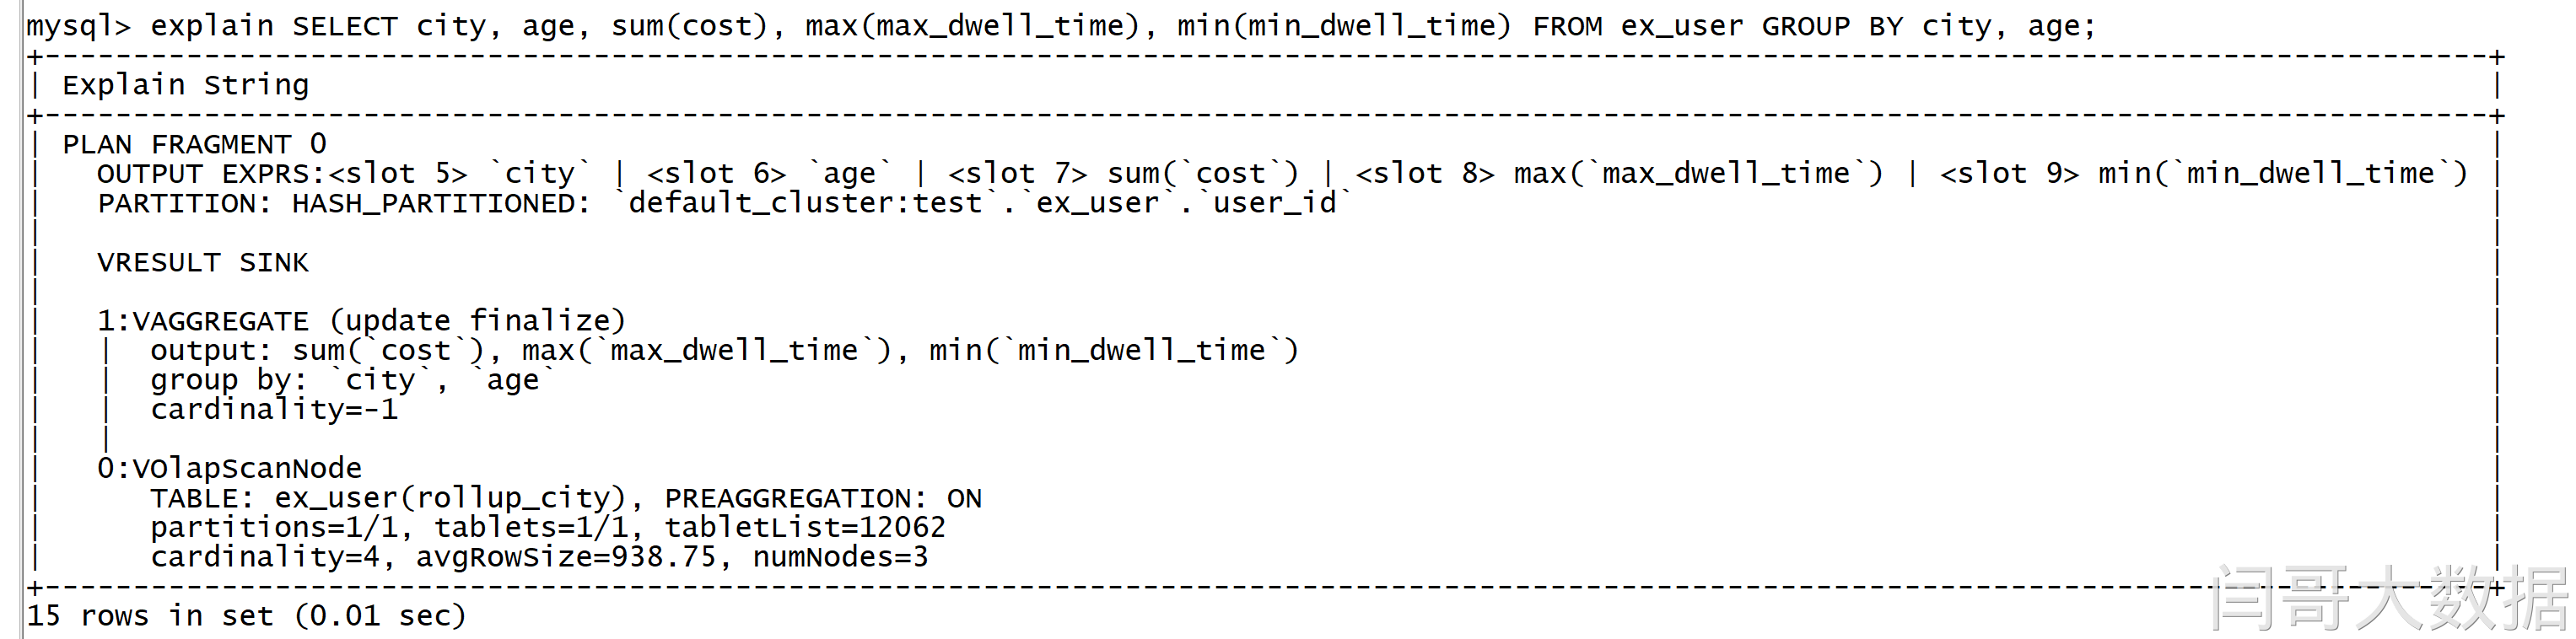 mysql> explain SELECT city, age, sum(cost), max(max_dwell_time), min(min_dwell_time) FROM ex_user GROUP BY city, age;
+------------------------------------------------------------------------------------------------------------------------------------------+
| Explain String |
+------------------------------------------------------------------------------------------------------------------------------------------+
| PLAN FRAGMENT 0 |
| OUTPUT EXPRS:<slot 5> `city` | <slot 6> `age` | <slot 7> sum(`cost`) | <slot 8> max(`max_dwell_time`) | <slot 9> min(`min_dwell_time`) |
| PARTITION: HASH_PARTITIONED: `default_cluster:test`.`ex_user`.`user_id` |
| |
| VRESULT SINK |
| |
| 1:VAGGREGATE (update finalize) |
| | output: sum(`cost`), max(`max_dwell_time`), min(`min_dwell_time`) |
| | group by: `city`, `age` |
| | cardinality=-1 |
| | |
| 0:VOlapScanNode |
| TABLE: ex_user(rollup_city), PREAGGREGATION: ON |
| partitions=1/1, tablets=1/1, tabletList=12062 |
| cardinality=4, avgRowSize=938.75, numNodes=3 |
+------------------------------------------------------------------------------------------------------------------------------------------+
15 rows in set (0.01 sec)
闫哥大数据